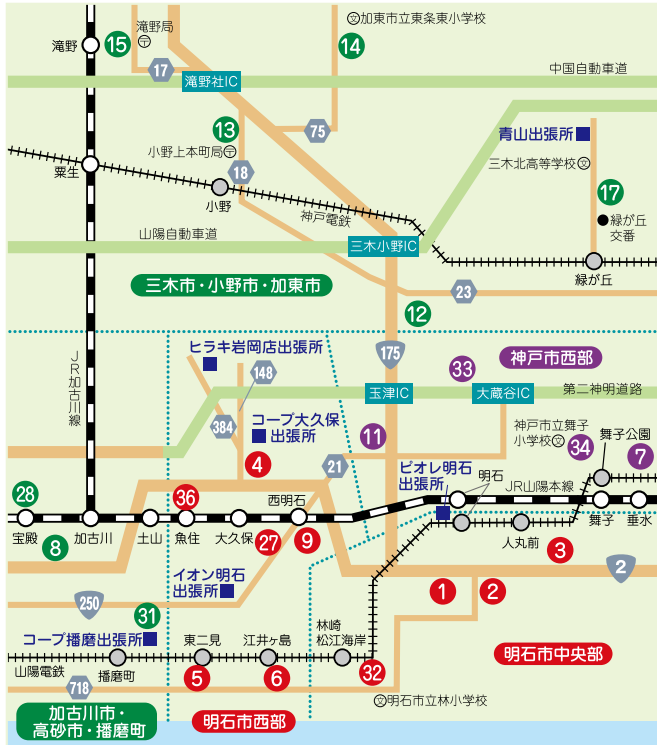 滝野局
〒
文加東市立東条東小学校
滝野
15
14
17
中国自動車道
滝野社IC
13
75
青山出張所
小野上本町局〒
三木北高等学校文
粟生
18
17
小野
緑が丘
交番
神戸電鉄
山陽自動車道
三木小野IC
緑が丘
三木市・小野市・加東市
23
12
ヒラキ岩岡店出張所
175
神戸市西部
JR加古川線
148
33
玉津IC
大蔵谷IC
第二神明道路
384
コープ大久保
出張所
11
神戸市立舞子
小学校文
34
舞子公園
7
4
21
ピオレ明石
出張所
明石
JR山陽本線
28
36
西明石
宝殿
加古川
土山
魚住
大久保
人丸前
舞子
垂水
8
27
9
3
イオン明石
出張所
2
1
2
250
31
コープ播磨出張所
東二見
江井ヶ島
林崎
松江海岸
山陽電鉄
播磨町
5
6
32
明石市中央部
718
文明石市立林小学校
加古川市・
高砂市・播磨町
明石市西部